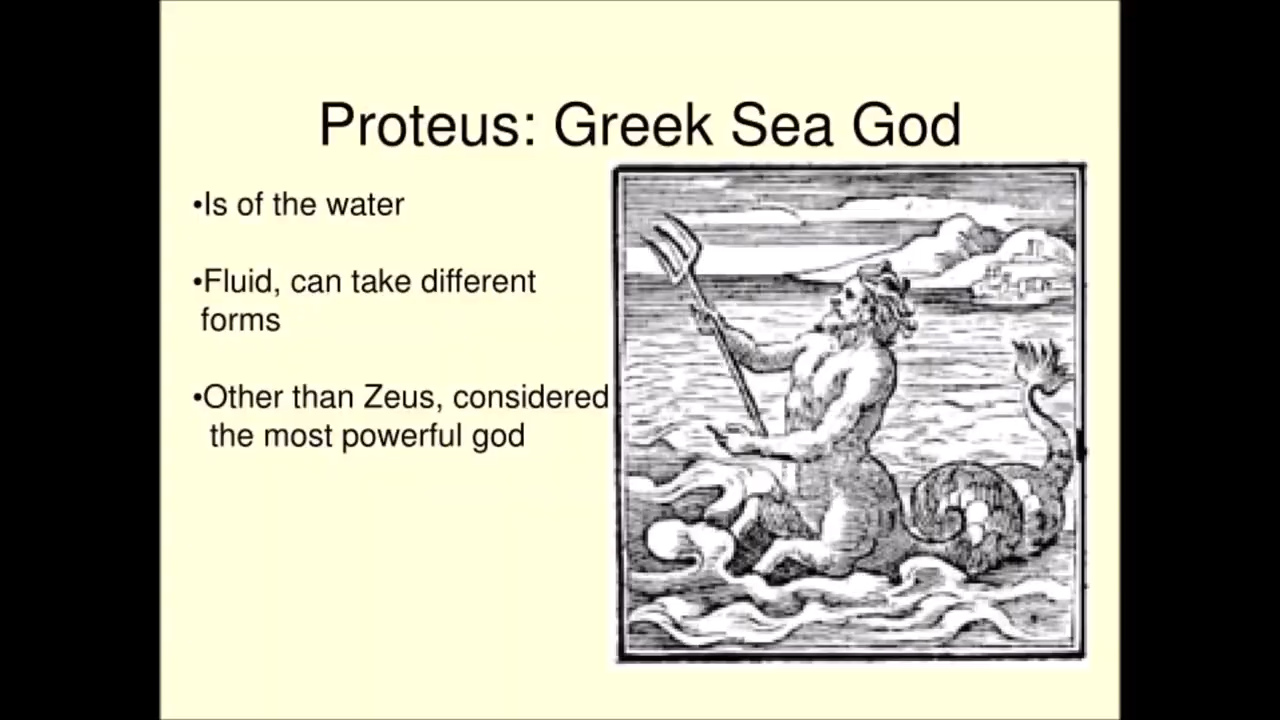 Proteus: Greek Sea God
•Is of the water
•Fluid, can take different
forms
•Other than Zeus, considered
the most powerful god